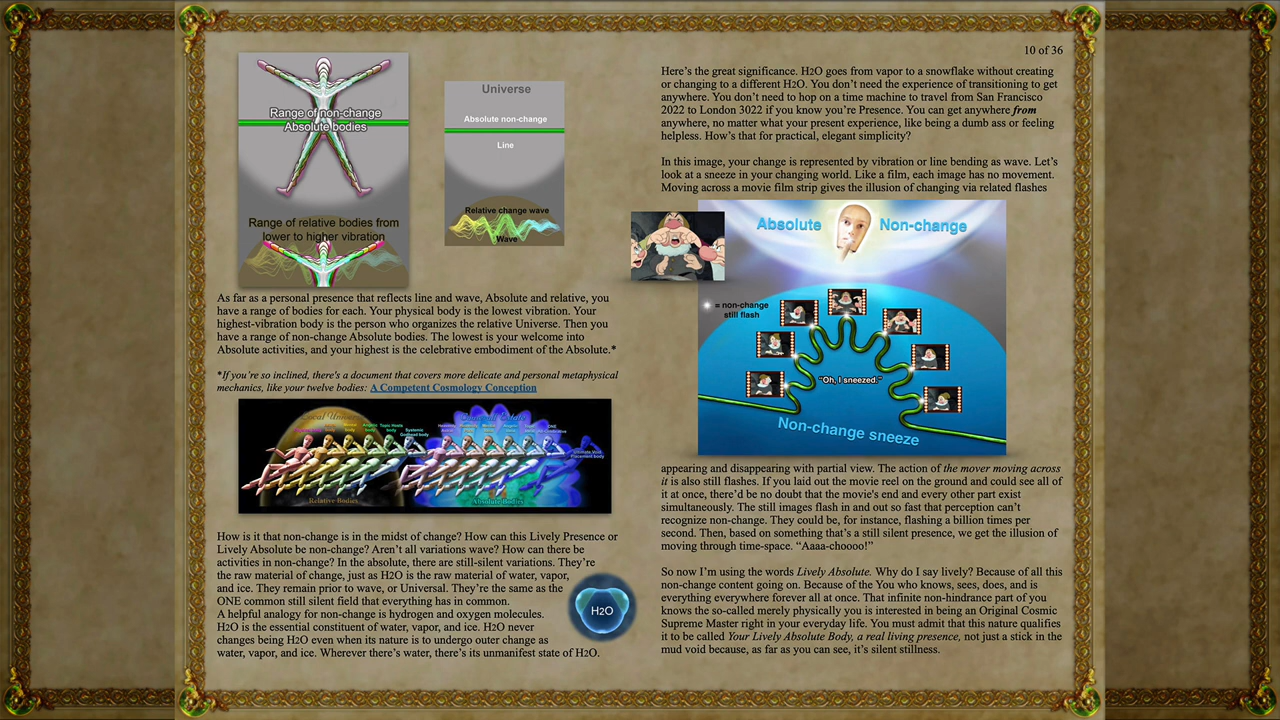 10 of 36
Range of non-change
Absolute bodies
Range of relative bodies from
lower to higher vibration
Universe
Absolute non-change
Line
Relative change wave
Wave
As far as a personal presence that reflects line and wave, Absolute and relative, you
have a range of bodies for each. Your physical body is the lowest vibration. Your
highest-vibration body is the person who organizes the relative Universe. Then you
have a range of non-change Absolute bodies. The lowest is your welcome into
Absolute activities, and your highest is the celebrative embodiment of the Absolute.*
*If you're so inclined, there's a document that covers more delicate and personal metaphysical
mechanics, like your twelve bodies: A Competent Cosmology Conception
Relative Bodies
Absolute Bodies
How is it that non-change is in the midst of change? How can this Lively Presence or
Lively Absolute be non-change? Aren't all variations wave? How can there be
activities in non-change? In the absolute, there are still-silent variations. They're
the raw material of change, just as H2O is the raw material of water, vapor,
and ice. They remain prior to wave, or Universal. They're the same as the
ONE common still silent field that everything has in common.
A helpful analogy for non-change is hydrogen and oxygen molecules.
H2O is the essential constituent of water, vapor, and ice. H2O never
changes being H2O even when its nature is to undergo outer change as
water, vapor, and ice. Wherever there's water, there's its unmanifest state of H2O.
H2O
Here's the great significance. H2O goes from vapor to a snowflake without creating
or changing to a different H2O. You don't need the experience of transitioning to get
anywhere. You don't need to hop on a time machine to travel from San Francisco
2022 to London 3022 if you know you're Presence. You can get anywhere from
anywhere, no matter what your present experience, like being a dumb ass or feeling
helpless. How's that for practical, elegant simplicity?
In this image, your change is represented by vibration or line bending as wave. Let's
look at a sneeze in your changing world. Like a film, each image has no movement.
Moving across a movie film strip gives the illusion of changing via related flashes
Absolute Non-change
= non-change
still flash
"Oh, I sneezed."
Non-change sneeze
appearing and disappearing with partial view. The action of the mover moving across
it is also still flashes. If you laid out the movie reel on the ground and could see all of
it at once, there'd be no doubt that the movie's end and every other part exist
simultaneously. The still images flash in and out so fast that perception can't
recognize non-change. They could be, for instance, flashing a billion times per
second. Then, based on something that's a still silent presence, we get the illusion of
moving through time-space. "Aaaa-choooo!"
So now I'm using the words Lively Absolute. Why do I say lively? Because of all this
non-change content going on. Because of the You who knows, sees, does, and is
everything everywhere forever all at once. That infinite non-hindrance part of you
knows the so-called merely physically you is interested in being an Original Cosmic
Supreme Master right in your everyday life. You must admit that this nature qualifies
it to be called Your Lively Absolute Body, a real living presence, not just a stick in the
mud void because, as far as you can see, it's silent stillness.